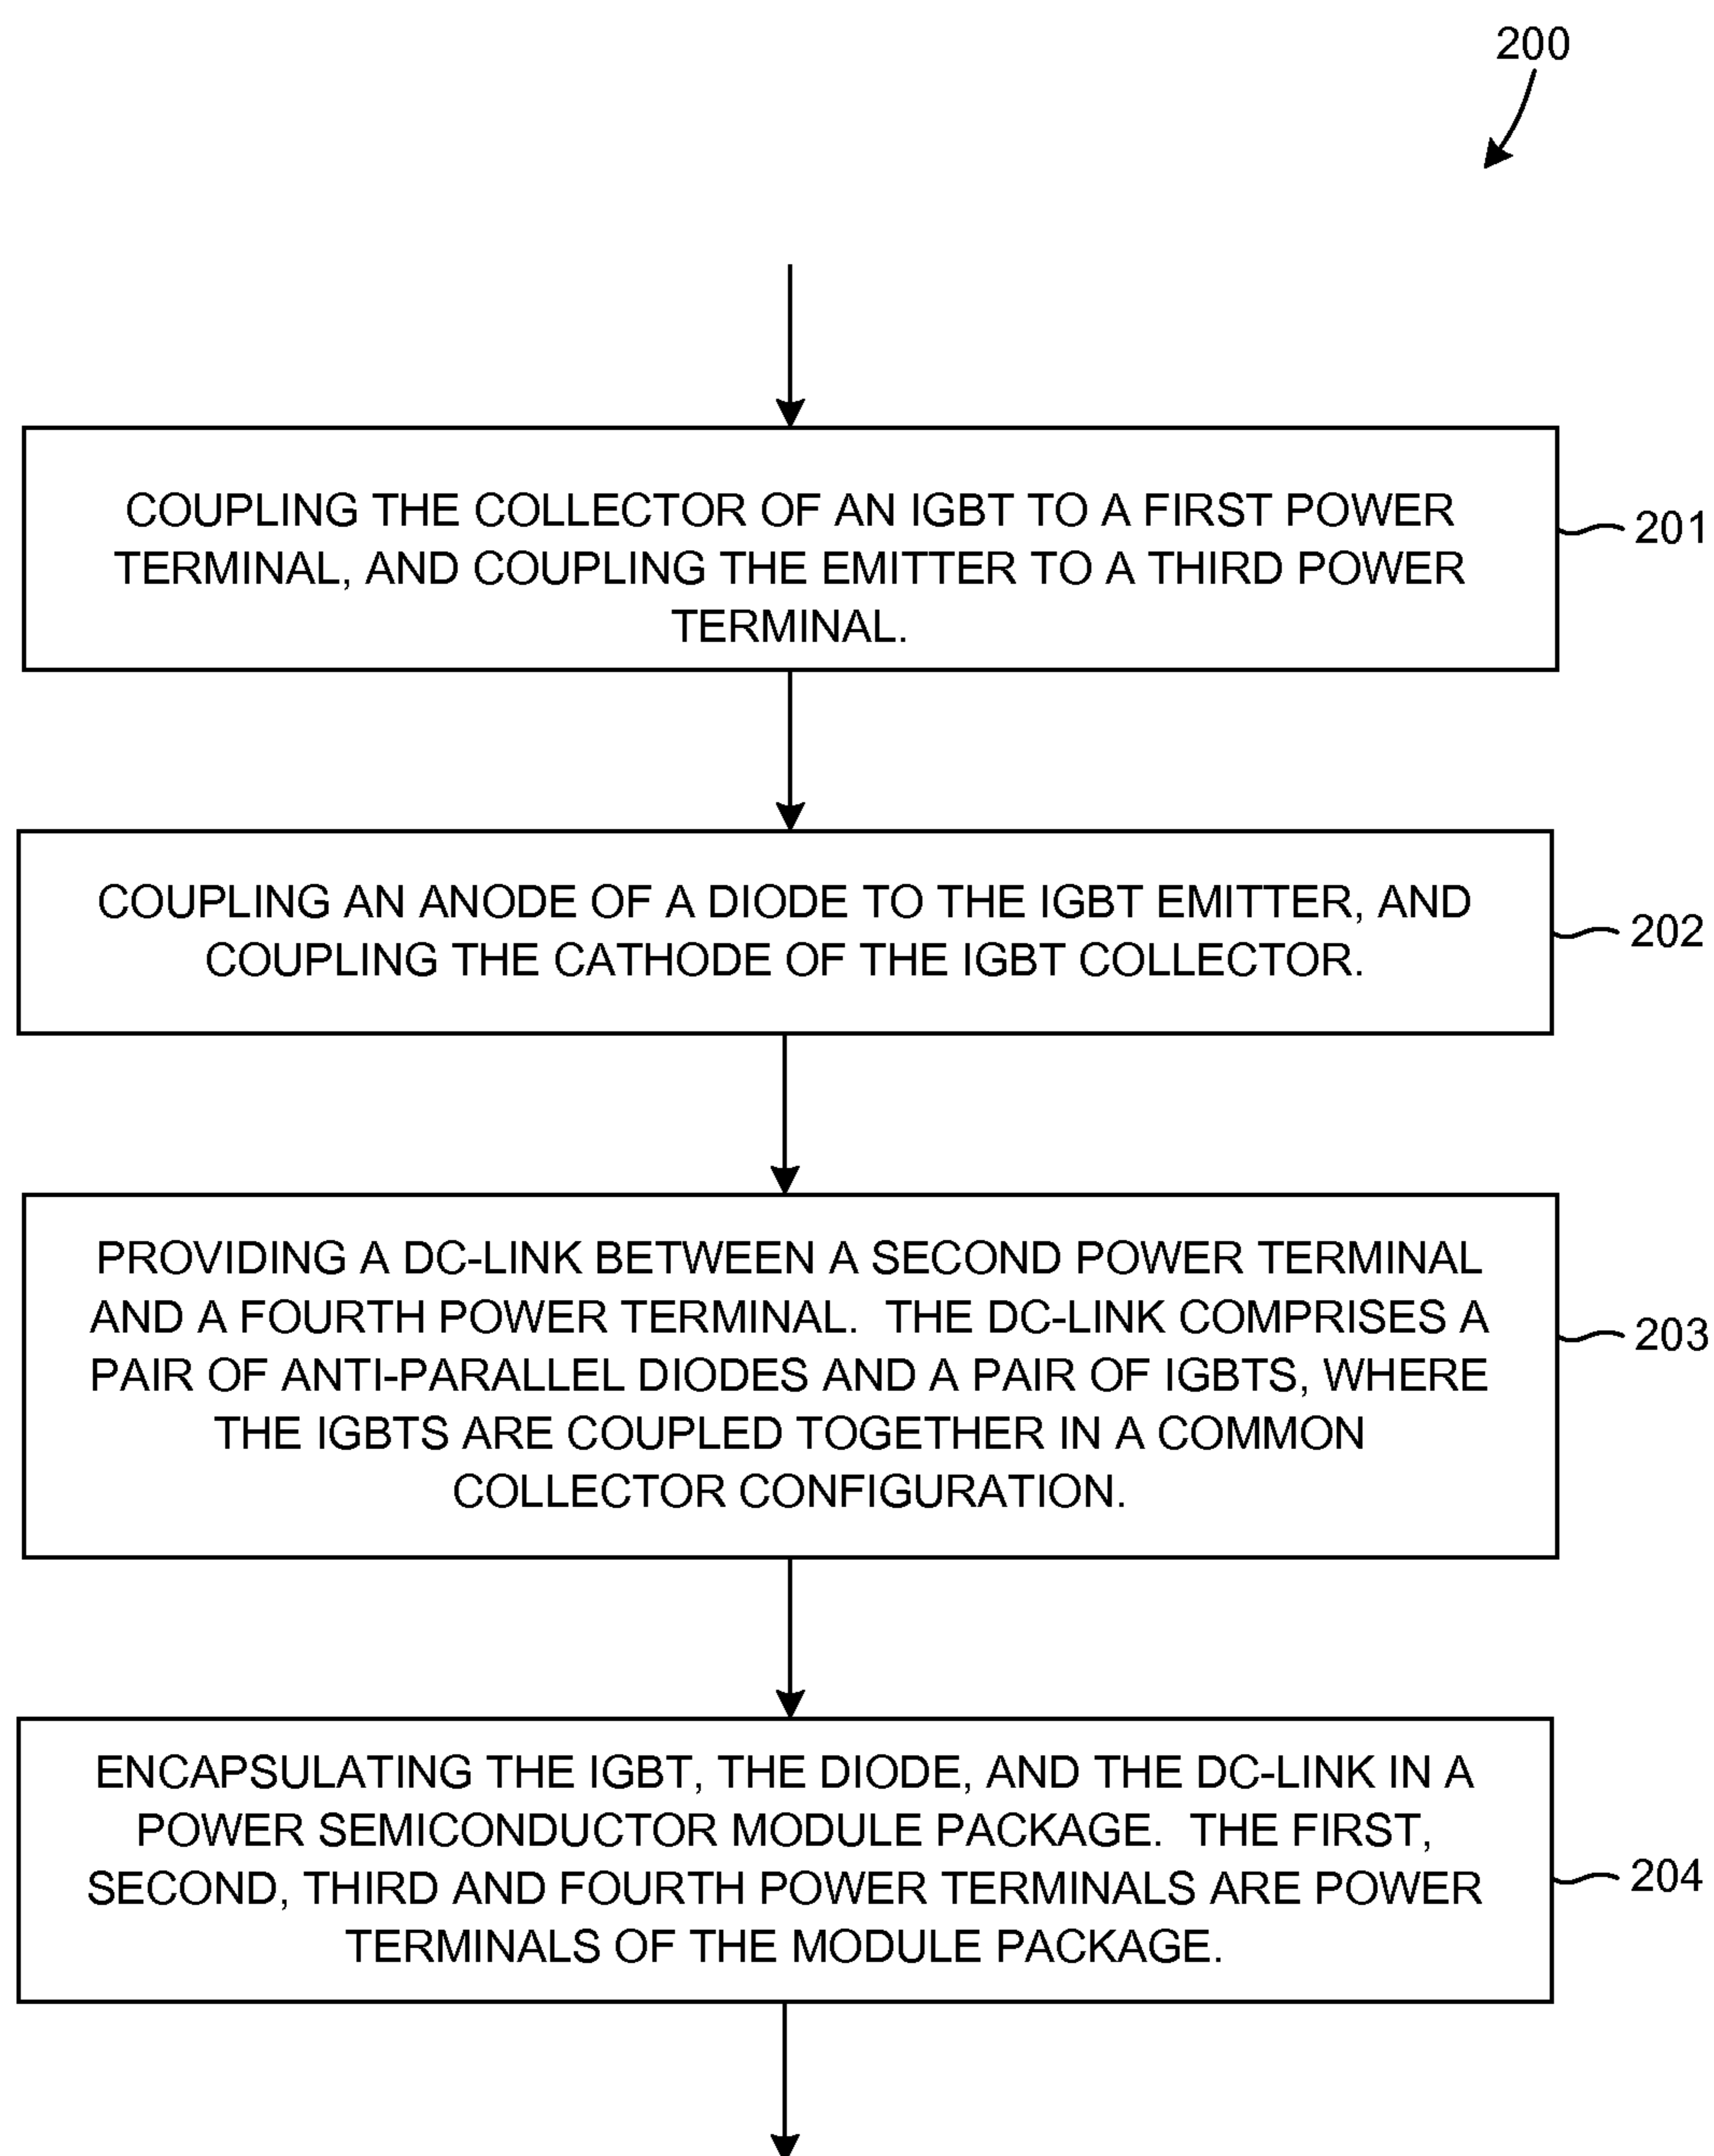 200
COUPLING THE COLLECTOR OF AN IGBT TO A FIRST POWER
TERMINAL, AND COUPLING THE EMITTER TO A THIRD POWER
TERMINAL.
201
COUPLING AN ANODE OF A DIODE TO THE IGBT EMITTER, AND
COUPLING THE CATHODE OF THE IGBT COLLECTOR.
202
PROVIDING A DC-LINK BETWEEN A SECOND POWER TERMINAL
AND A FOURTH POWER TERMINAL.  THE DC-LINK COMPRISES A
PAIR OF ANTI-PARALLEL DIODES AND A PAIR OF IGBTS, WHERE
THE IGBTS ARE COUPLED TOGETHER IN A COMMON
COLLECTOR CONFIGURATION.
203
ENCAPSULATING THE IGBT, THE DIODE, AND THE DC-LINK IN A
POWER SEMICONDUCTOR MODULE PACKAGE.  THE FIRST,
SECOND, THIRD AND FOURTH POWER TERMINALS ARE POWER
TERMINALS OF THE MODULE PACKAGE.
204